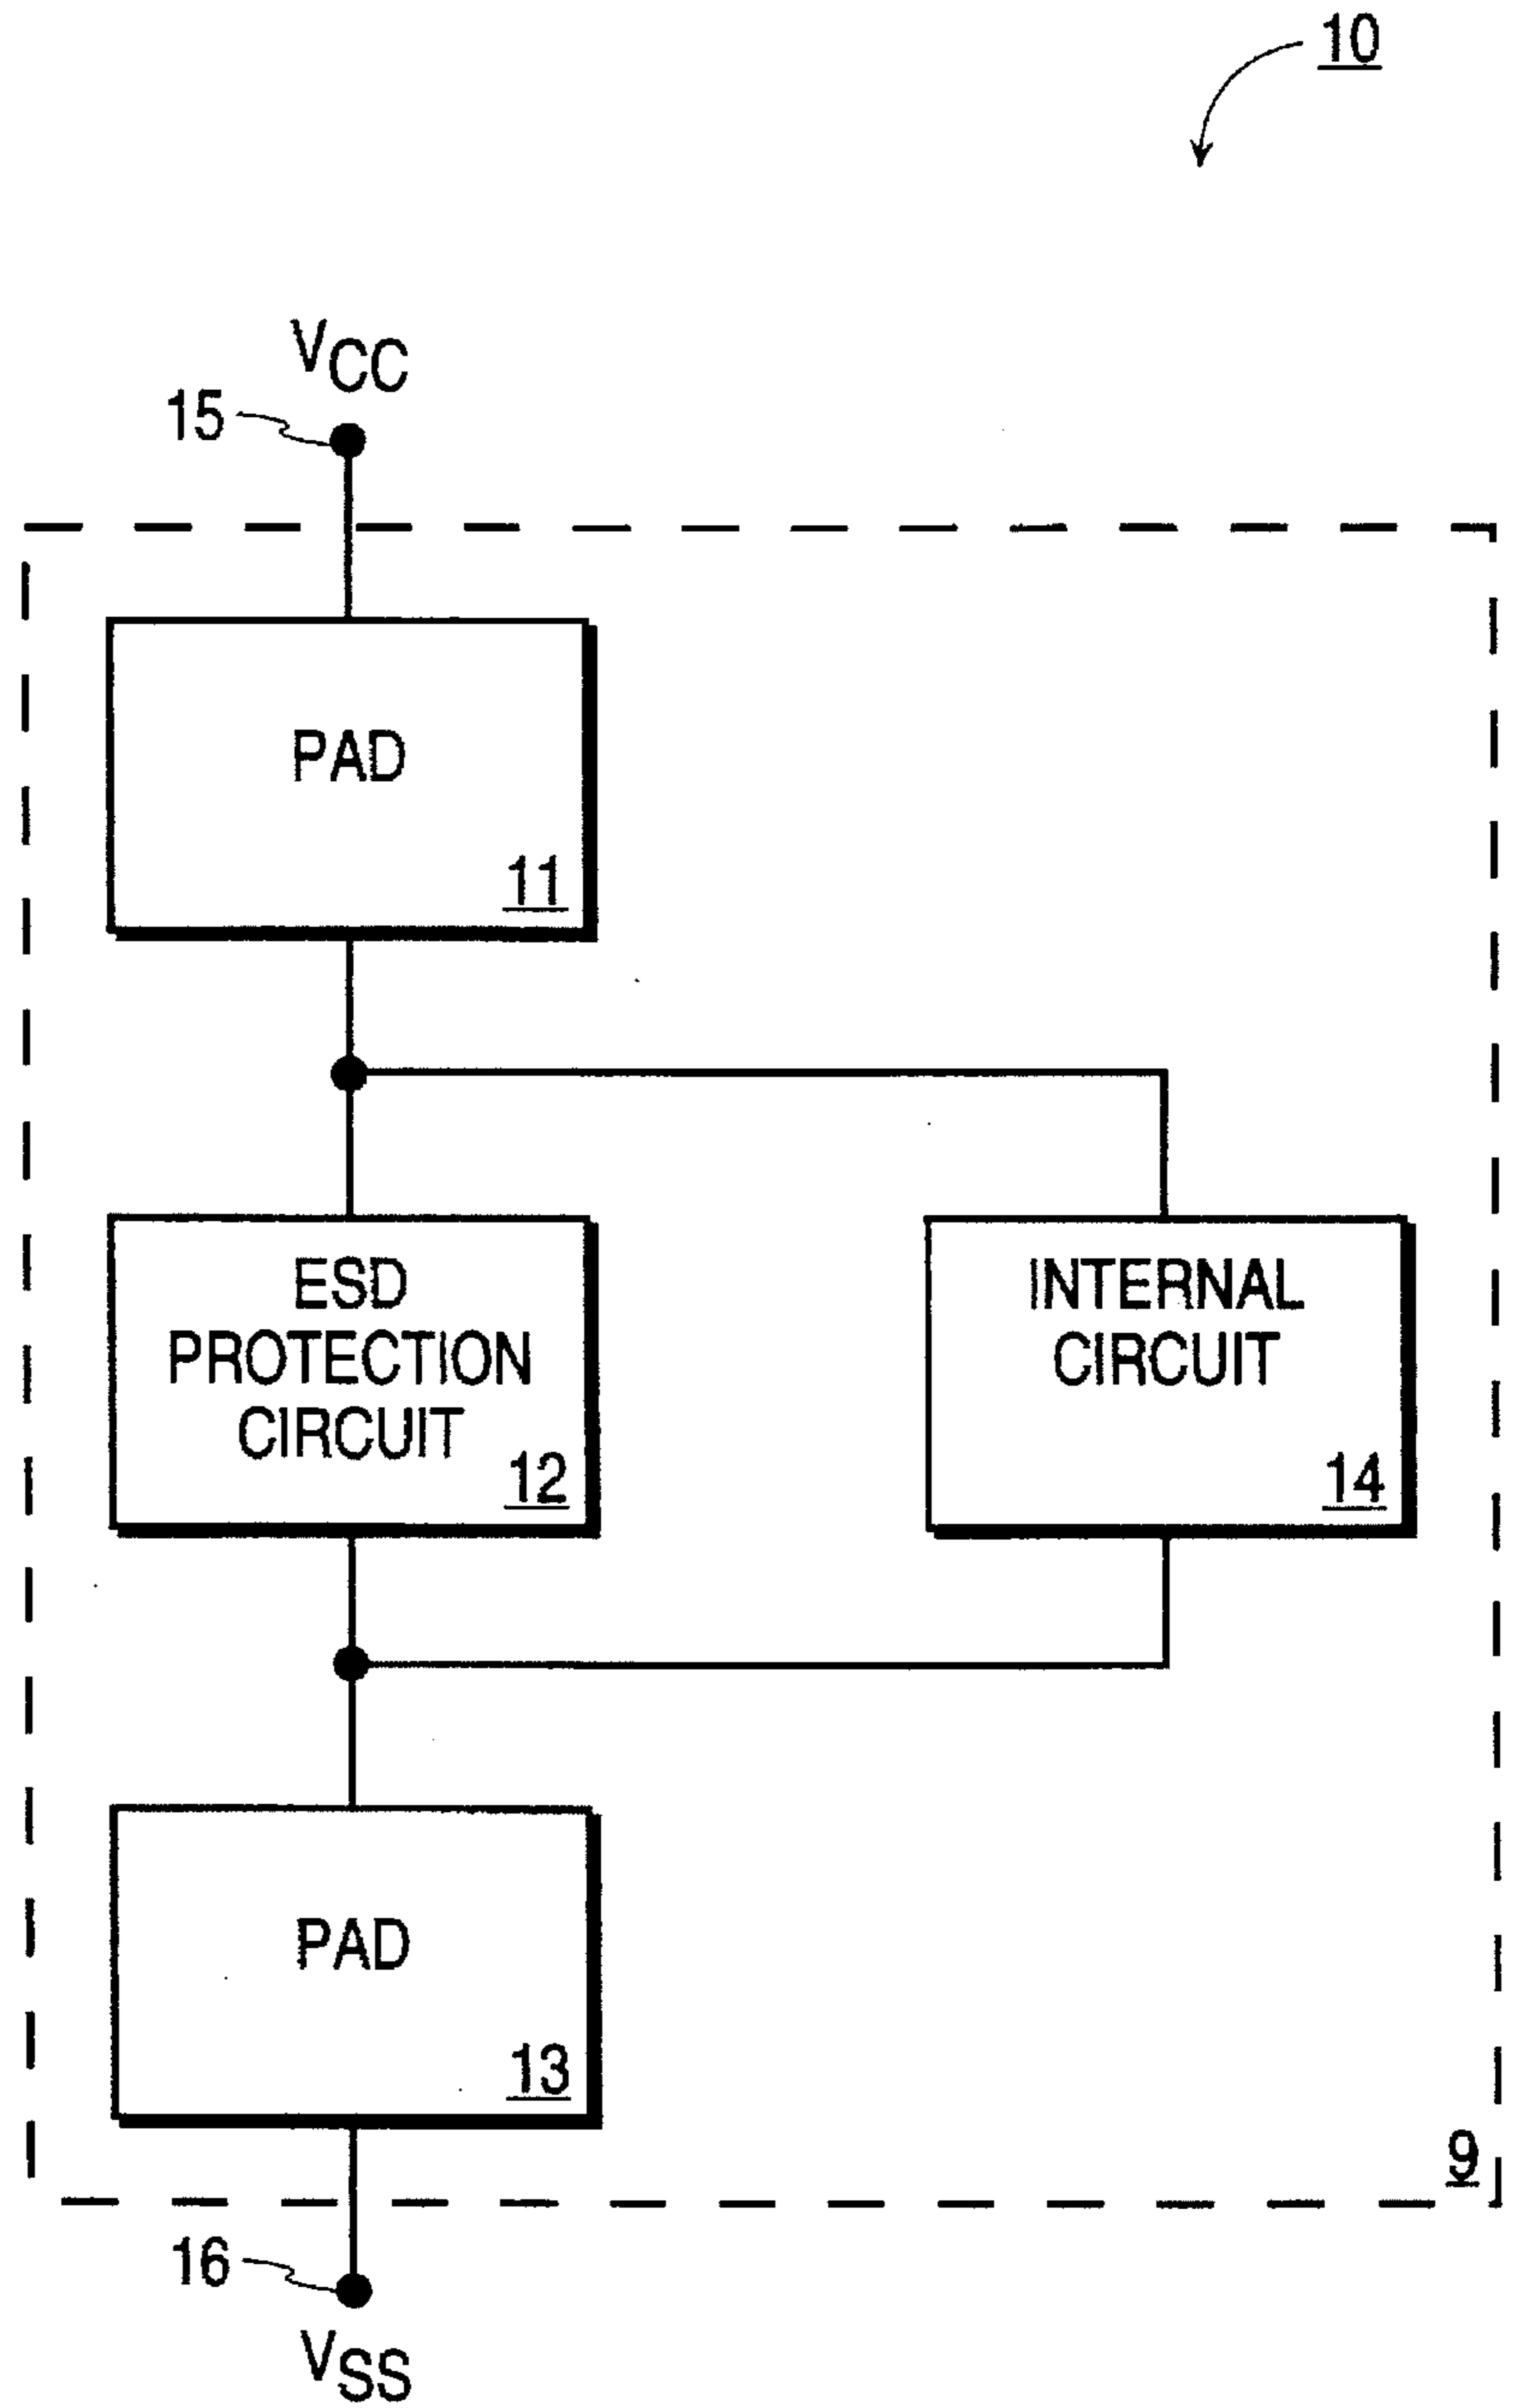 10
VCC
15
PAD
11
ESD
PROTECTION
CIRCUIT
12
INTERNAL
CIRCUIT
14
PAD
13
9
16
VSS